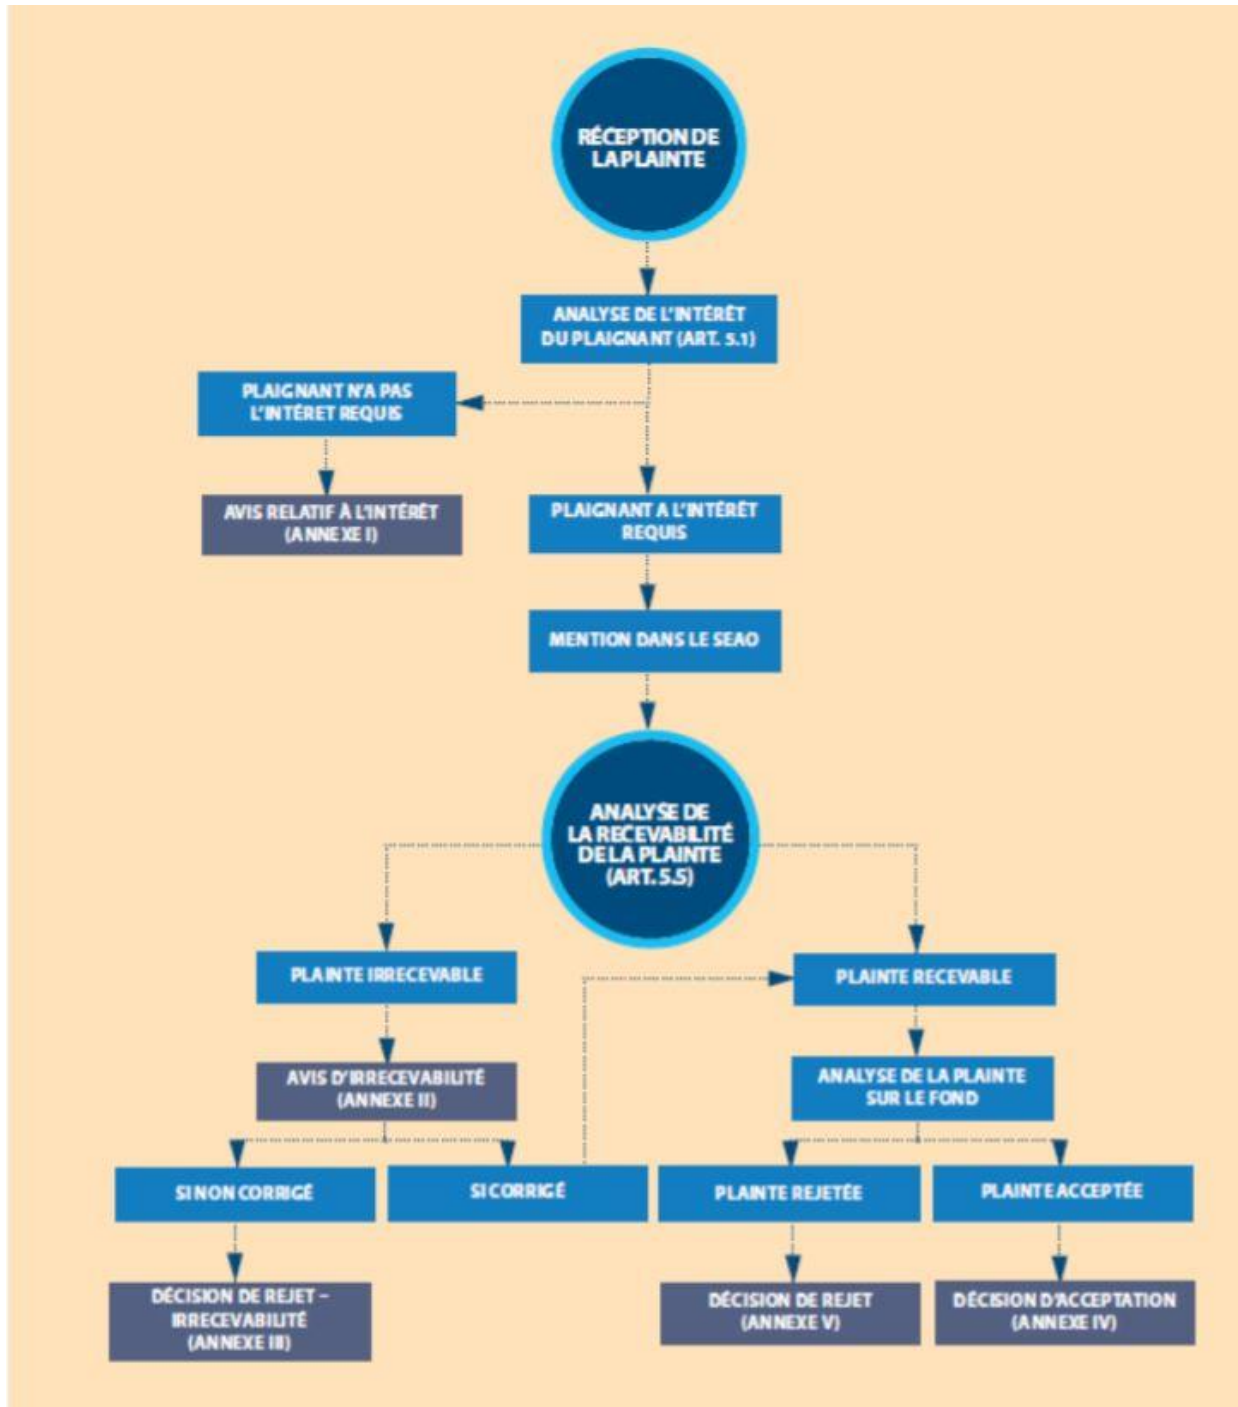 RÉCEPTION DE
LA PLAINTE
ANALYSE DE L'INTÉRÊT
DU PLAIGNANT (ART. 5.1)
PLAIGNANT N'A PAS
L'INTÉRET REQUIS
AVIS RELATIF À L'INTÉRÊT
(ANNEXE I)
PLAIGNANT A L'INTÉRÊT
REQUIS
MENTION DANS LE SEAO
ANALYSE DE
LA RECEVABILITÉ
DE LA PLAINTE
(ART. 5.5)
PLAINTE IRRECEVABLE
PLAINTE RECEVABLE
AVIS D'IRRECEVABILITÉ
(ANNEXE II)
ANALYSE DE LA PLAINTE
SUR LE FOND
SI NON CORRIGÉ
SI CORRIGÉ
PLAINTE REJETÉE
PLAINTE ACCEPTÉE
DÉCISION DE REJET –
IRRECEVABILITÉ
(ANNEXE III)
DÉCISION DE REJET
(ANNEXE V)
DÉCISION D'ACCEPTATION
(ANNEXE IV)